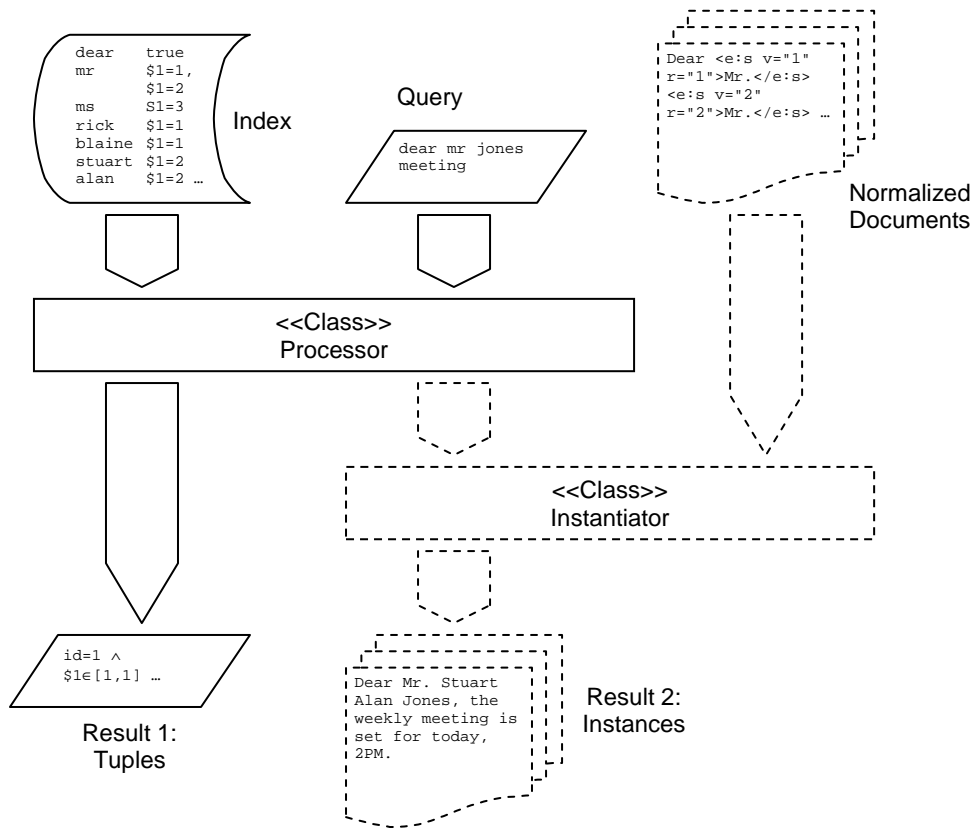 dear true
mr $1=1,
$1=2
ms S1=3
rick $1=1
blaine $1=1
stuart $1=2
alan $1=2 …
Index
Query
dear mr jones
meeting
Dear <e:s v="1"
r="1">Mr.</e:s>
<e:s v="2"
r="2">Mr.</e:s> …
Normalized
Documents
<<Class>>
Processor
<<Class>>
Instantiator
id=1 ∧
$1∈[1,1] …
Result 1:
Tuples
Dear Mr. Stuart
Alan Jones, the
weekly meeting is
set for today,
2PM.
Result 2:
Instances